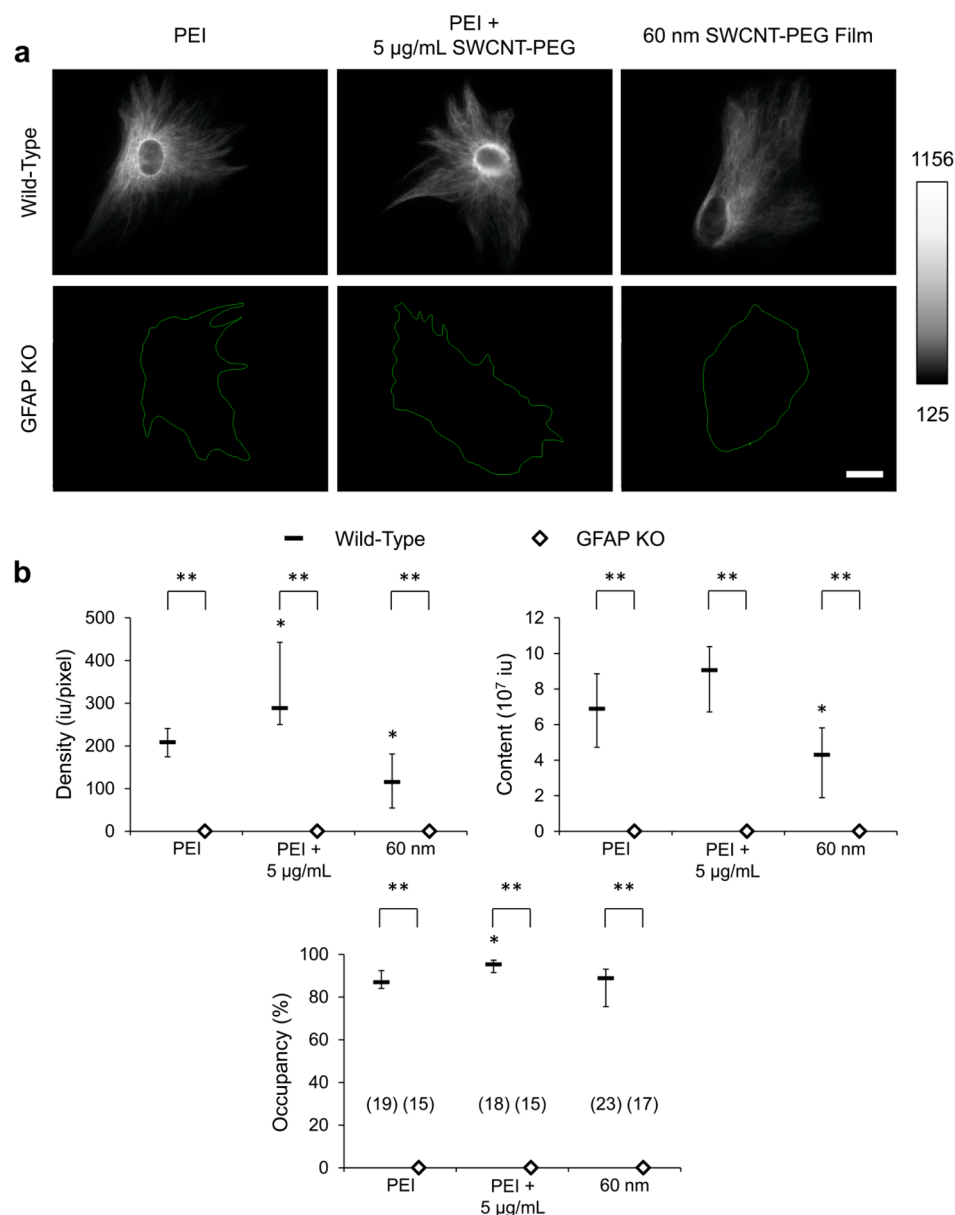 a
PEI
PEI +
5 µg/mL SWCNT-PEG
60 nm SWCNT-PEG Film
Wild-Type
GFAP KO
1156
125
Wild-Type
GFAP KO
b
** ** **
* *
Density (iu/pixel)
500
400
300
200
100
0
PEI
PEI +
5 µg/mL
60 nm
** ** **
*
Content (10⁷ iu)
12
10
8
6
4
2
0
PEI
PEI +
5 µg/mL
60 nm
** ** **
*
Occupancy (%)
100
80
60
40
20
0
(19) (15) (18) (15) (23) (17)
PEI
PEI +
5 µg/mL
60 nm